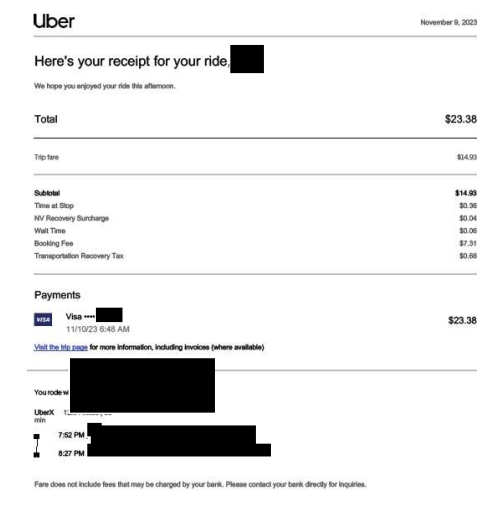 Uber
November 9, 2023
Here's your receipt for your ride,
We hope you enjoyed your ride this afternoon.
Total $23.38
Trip fare $14.93
Subtotal $14.93
Time at Stop $0.36
NV Recovery Surcharge $0.04
Wait Time $0.06
Booking Fee $7.31
Transportation Recovery Tax $0.68
Payments
VISA Visa •••• $23.38
11/10/23 6:48 AM
Visit the trip page for more information, including invoices (where available)
You rode w
UberX
min
7:52 PM
8:27 PM
Fare does not include fees that may be charged by your bank. Please contact your bank directly for inquiries.